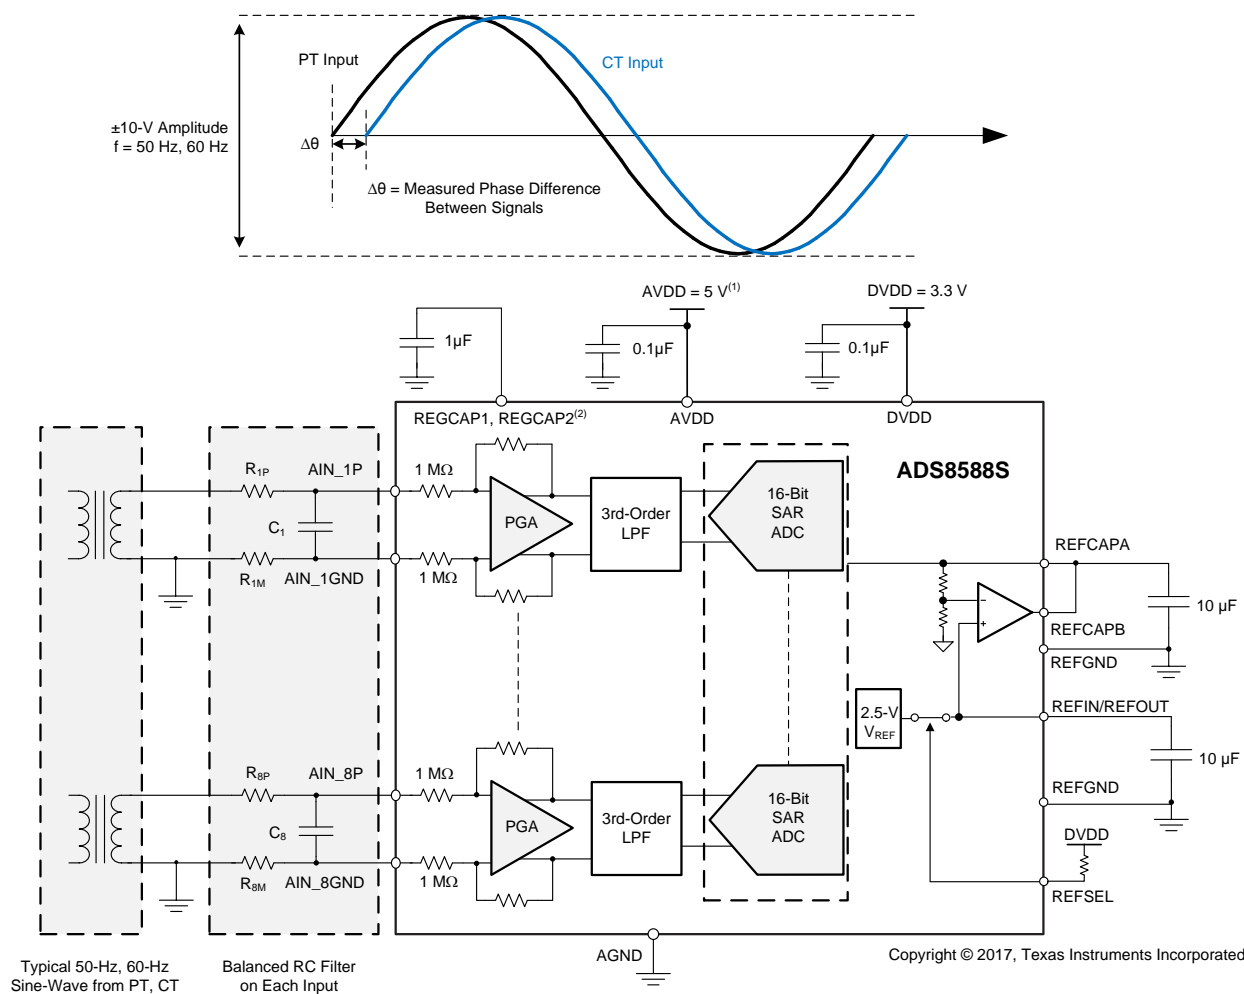 PT Input
CT Input
±10-V Amplitude
f = 50 Hz, 60 Hz
Δθ
Δθ = Measured Phase Difference
Between Signals
AVDD = 5 V(1)
DVDD = 3.3 V
1µF
0.1µF
0.1µF
REGCAP1, REGCAP2(2)
AVDD
DVDD
ADS8588S
R1P
AIN_1P
1 MΩ
C1
PGA
3rd-Order
LPF
16-Bit
SAR
ADC
R1M
AIN_1GND
1 MΩ
REFCAPA
10 µF
REFCAPB
REFGND
2.5-V
VREF
REFIN/REFOUT
10 µF
REFGND
R8P
AIN_8P
1 MΩ
C8
PGA
3rd-Order
LPF
16-Bit
SAR
ADC
R8M
AIN_8GND
1 MΩ
DVDD
REFSEL
AGND
Copyright © 2017, Texas Instruments Incorporated
Typical 50-Hz, 60-Hz
Sine-Wave from PT, CT
Balanced RC Filter
on Each Input